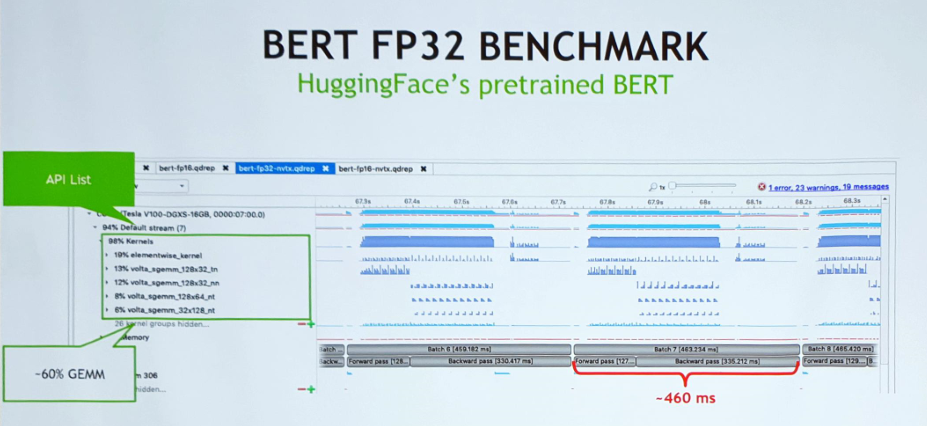 BERT FP32 BENCHMARK
HuggingFace's pretrained BERT
API List
bert-fp16.qdrep
bert-fp32-nvtx.qdrep
bert-fp16-nvtx.qdrep
1x
1 error, 23 warnings, 19 messages
67.3s 67.4s 67.5s 67.6s 67.7s 67.8s 67.9s 68s 68.1s 68.2s 68.3s
(Tesla V100-DGXS-16GB, 0000:07:00.0)
94% Default stream (7)
98% Kernels
19% elementwise_kernel
13% volta_sgemm_128x32_tn
12% volta_sgemm_128x32_nn
8% volta_sgemm_128x64_nt
6% volta_sgemm_32x128_nt
26 kernel groups hidden...
Memory
Batch 6 [459.182 ms] Batch 7 [463.234 ms] Batch 8 [465.420 ms]
Backw... Forward pass [128... Backward pass [330.417 ms] Forward pass [127... Backward pass [335.212 ms] Forward pass [129...
~60% GEMM
306
hidden...
~460 ms